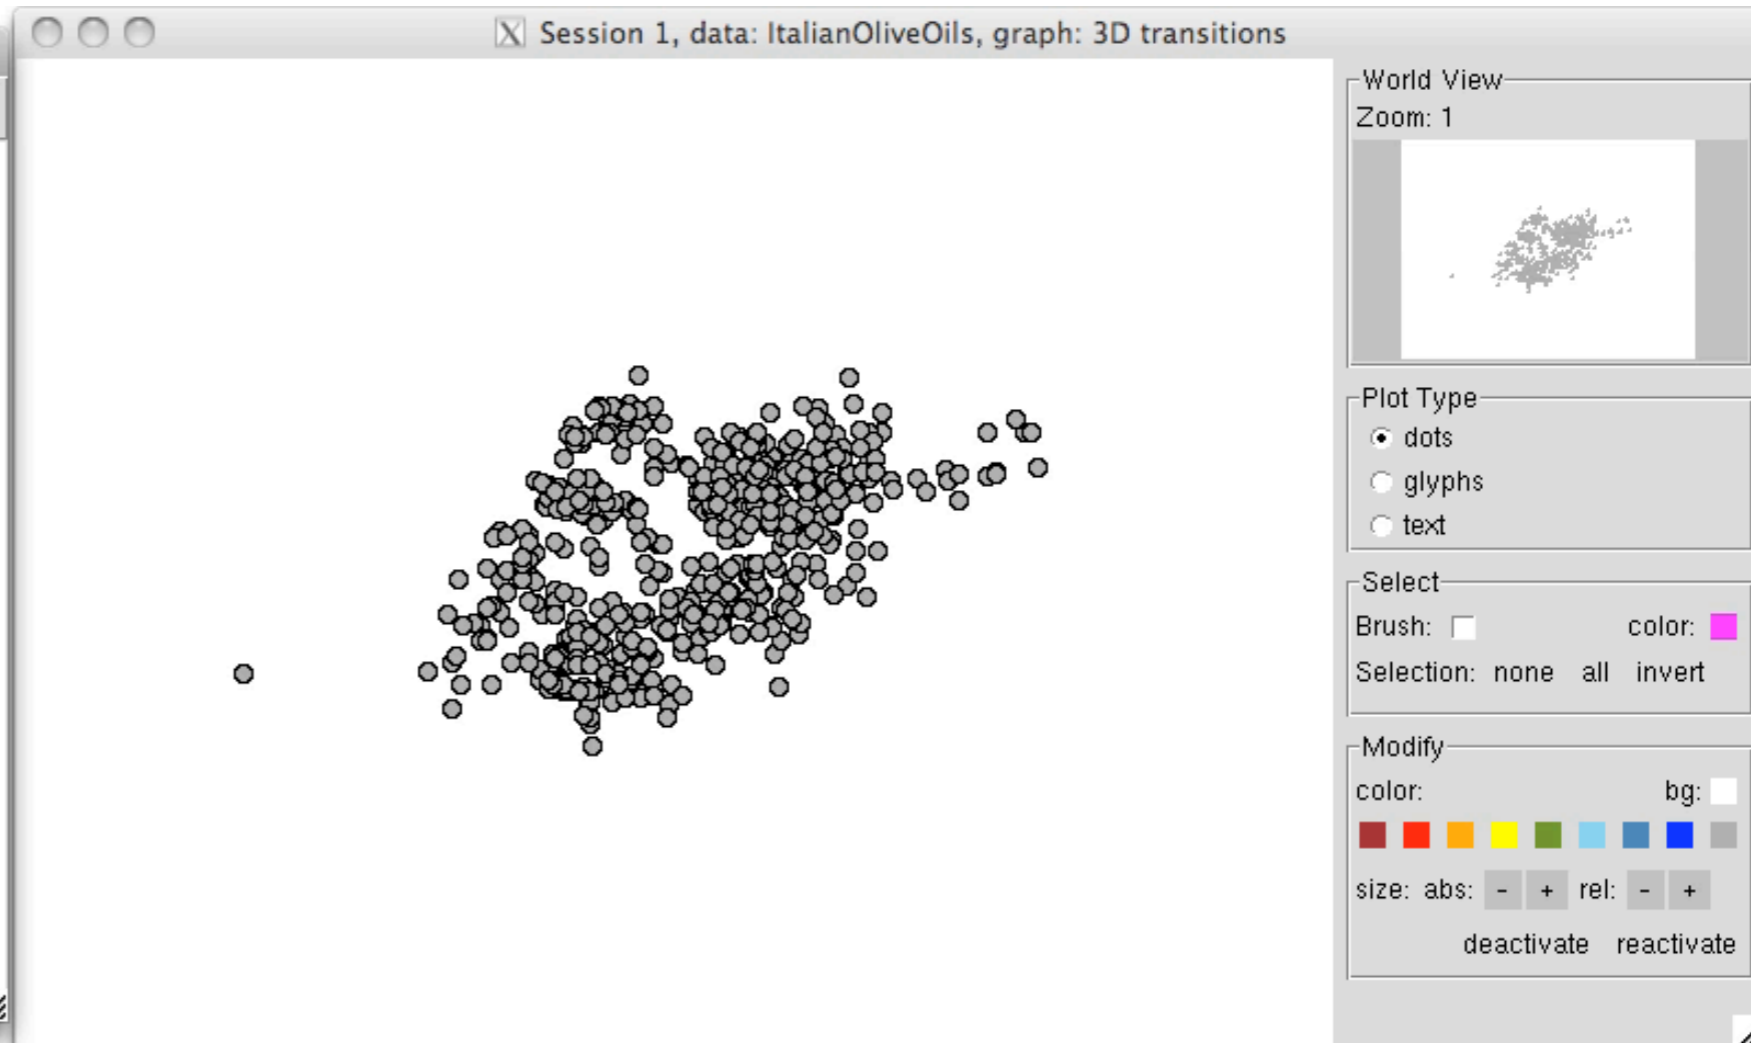 Session 1, data: ItalianOliveOils, graph: 3D transitions
World View
Zoom: 1
Plot Type
dots
glyphs
text
Select
Brush: color:
Selection: none all invert
Modify
color: bg:
size: abs: - + rel: - +
deactivate reactivate